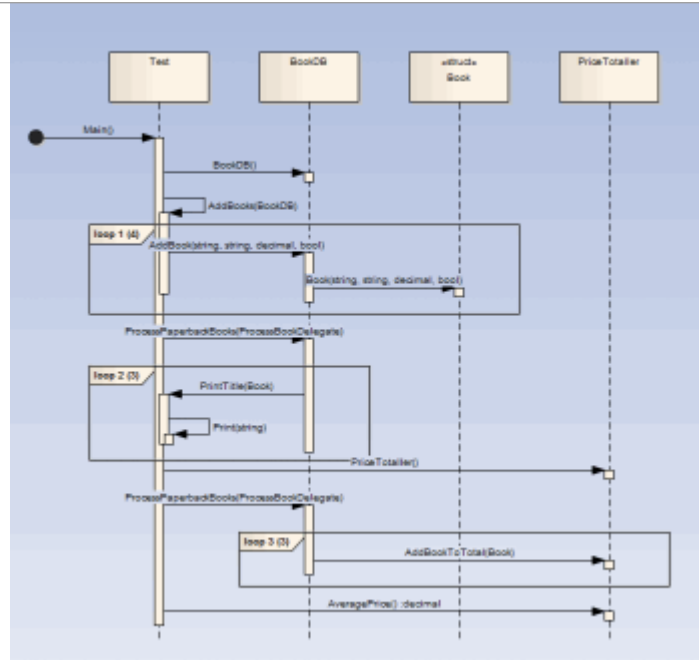 Test
BookDB
«struct»
Book
PriceTotaller
Main()
BookDB()
AddBooks(BookDB)
loop 1 (4)
AddBook(string, string, decimal, bool)
Book(string, string, decimal, bool)
ProcessPaperbackBooks(ProcessBookDelegate)
loop 2 (3)
PrintTitle(Book)
Print(string)
PriceTotaller()
ProcessPaperbackBooks(ProcessBookDelegate)
loop 3 (3)
AddBookToTotal(Book)
AveragePrice() :decimal